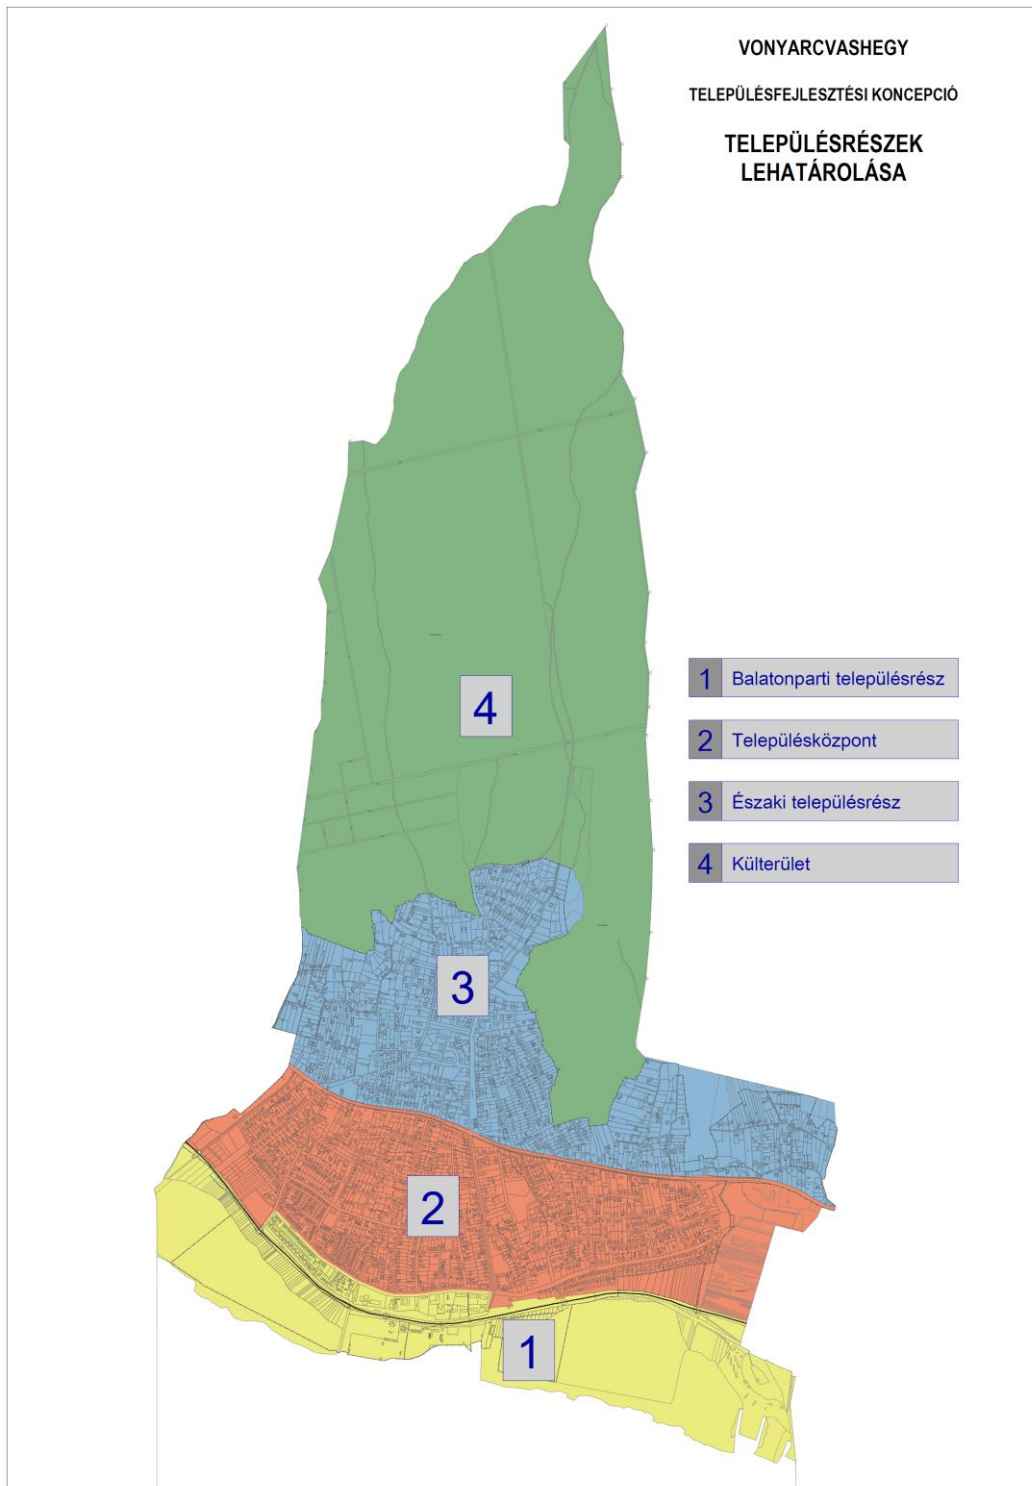 VONYARCVASHEGY
TELEPÜLÉSFEJLESZTÉSI KONCEPCIÓ
TELEPÜLÉSRÉSZEK
LEHATÁROLÁSA
4
1 Balatonparti településrész
2 Településközpont
3 Északi településrész
4 Külterület
3
2
1